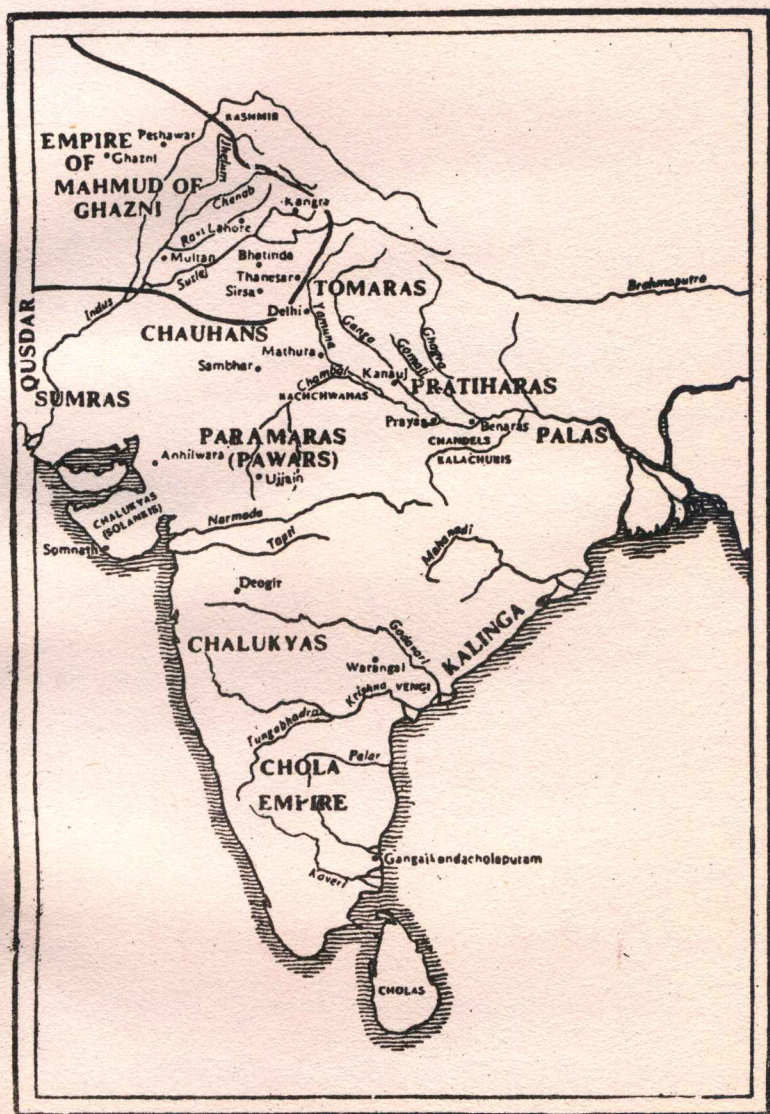 KASHMIR
EMPIRE
OF
MAHMUD OF
GHAZNI
Peshawar
Ghazni
Jhelum
Chenab
Kangra
Ravi
Lahore
Multan
Sutlej
Bhatinda
Thanesar
Sirsa
TOMARAS
Brahmaputra
Indus
QUSDAR
Delhi
CHAUHANS
Yamuna
Ganga
Gomati
Ghagra
Mathura
Sambhar
Chambal
Kanauj
KACHCHWAHAS
PRATIHARAS
SUMRAS
Prayag
Benaras
PALAS
PARAMARAS
(PAWARS)
CHANDELS
KALACHURIS
Anhilwara
Ujjain
CHALUKYAS
(SOLANKIS)
Somnath
Narmada
Tapti
Mahanadi
Deogir
CHALUKYAS
Godavari
KALINGA
Warangal
Krishna
VENGI
Tungabhadra
Palar
CHOLA
EMPIRE
Gangaikondacholaputam
Kaveri
CHOLAS